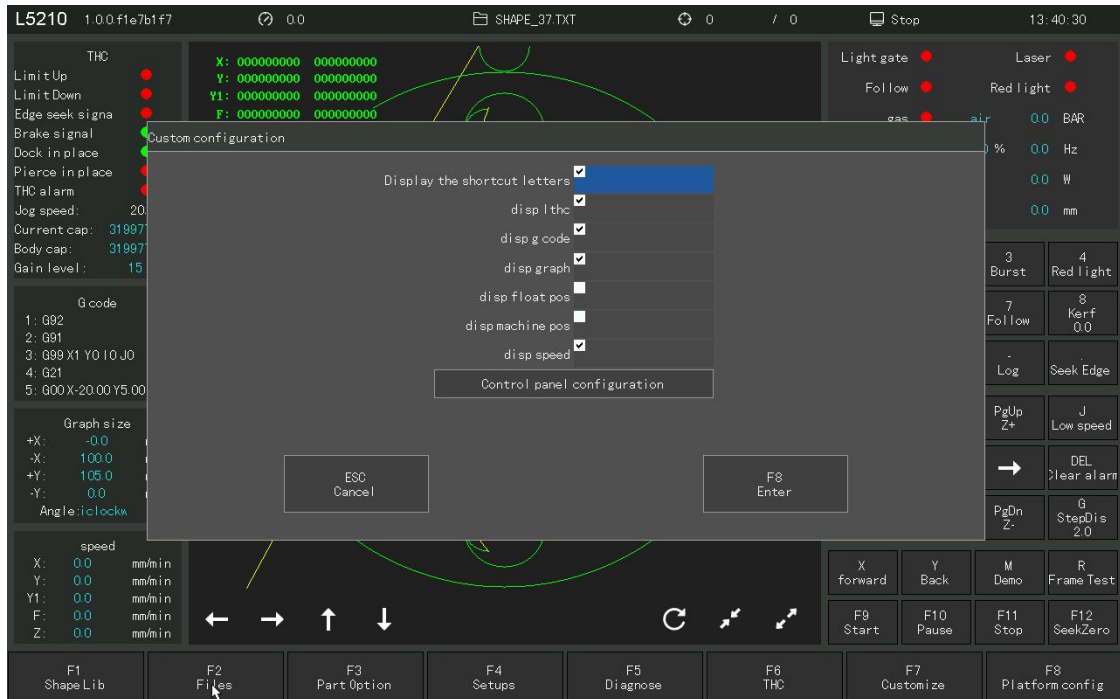 L5210 1.0.0.f1e7b1f7 0.0 SHAPE_37.TXT 0 / 0 Stop 13:40:30
THC
Limit Up
Limit Down
Edge seek signa
Brake signal
Dock in place
Pierce in place
THC alarm
Jog speed: 20.
Current cap: 31997
Body cap: 31997
Gain level: 15
G code
1: G92
2: G91
3: G99 X1 Y0 I0 J0
4: G21
5: G00 X-20.00 Y5.00
Graph size
+X: -0.0
-X: 100.0
+Y: 105.0
-Y: 0.0
Angle: iclockw
speed
X: 0.0 mm/min
Y: 0.0 mm/min
Y1: 0.0 mm/min
F: 0.0 mm/min
Z: 0.0 mm/min
X: 000000000 000000000
Y: 000000000 000000000
Y1: 000000000 000000000
F: 000000000 000000000
Custom configuration
Display the shortcut letters
disp lthc
disp g code
disp graph
disp float pos
disp machine pos
disp speed
Control panel configuration
ESC
Cancel
F8
Enter
Light gate Laser
Follow Red light
gas air 0.0 BAR
% 0.0 Hz
0.0 W
0.0 mm
3
Burst
4
Red light
7
Follow
8
Kerf
0.0
-
Log
.
Seek Edge
PgUp
Z+
J
Low speed
DEL
Clear alarm
PgDn
Z-
G
StepDis
2.0
X
forward
Y
Back
M
Demo
R
Frame Test
F9
Start
F10
Pause
F11
Stop
F12
SeekZero
F1
Shape Lib
F2
Files
F3
Part Option
F4
Setups
F5
Diagnose
F6
THC
F7
Customize
F8
Platform config